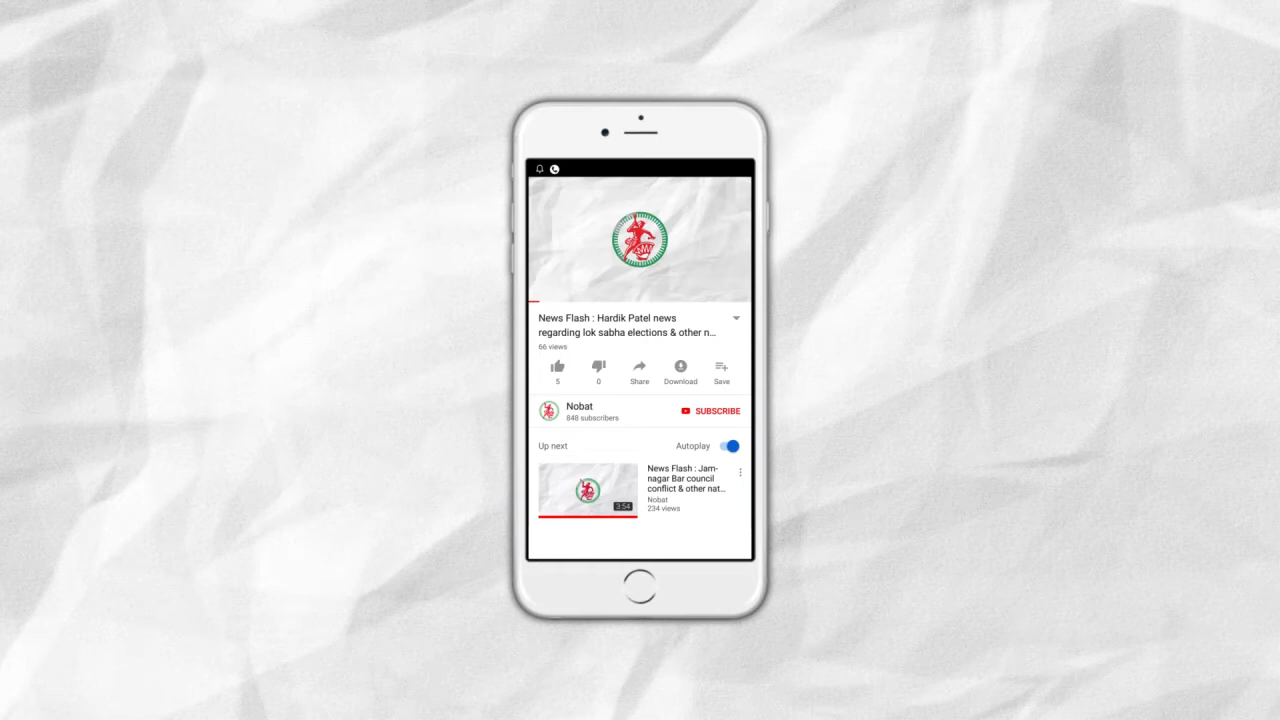 News Flash : Hardik Patel news
regarding lok sabha elections & other n...
66 views
5
0
Share
Download
Save
Nobat
848 subscribers
SUBSCRIBE
Up next
Autoplay
News Flash : Jam-
nagar Bar council
conflict & other nat...
Nobat
234 views
3:54